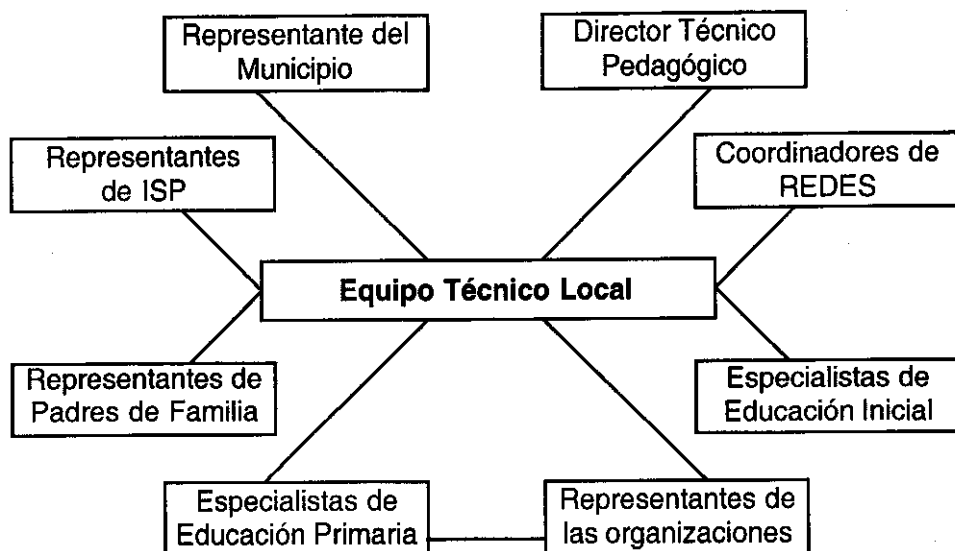 Representante del
Municipio
Director Técnico
Pedagógico
Representantes
de ISP
Coordinadores de
REDES
Equipo Técnico Local
Representantes de
Padres de Familia
Especialistas de
Educación Inicial
Especialistas de
Educación Primaria
Representantes de
las organizaciones